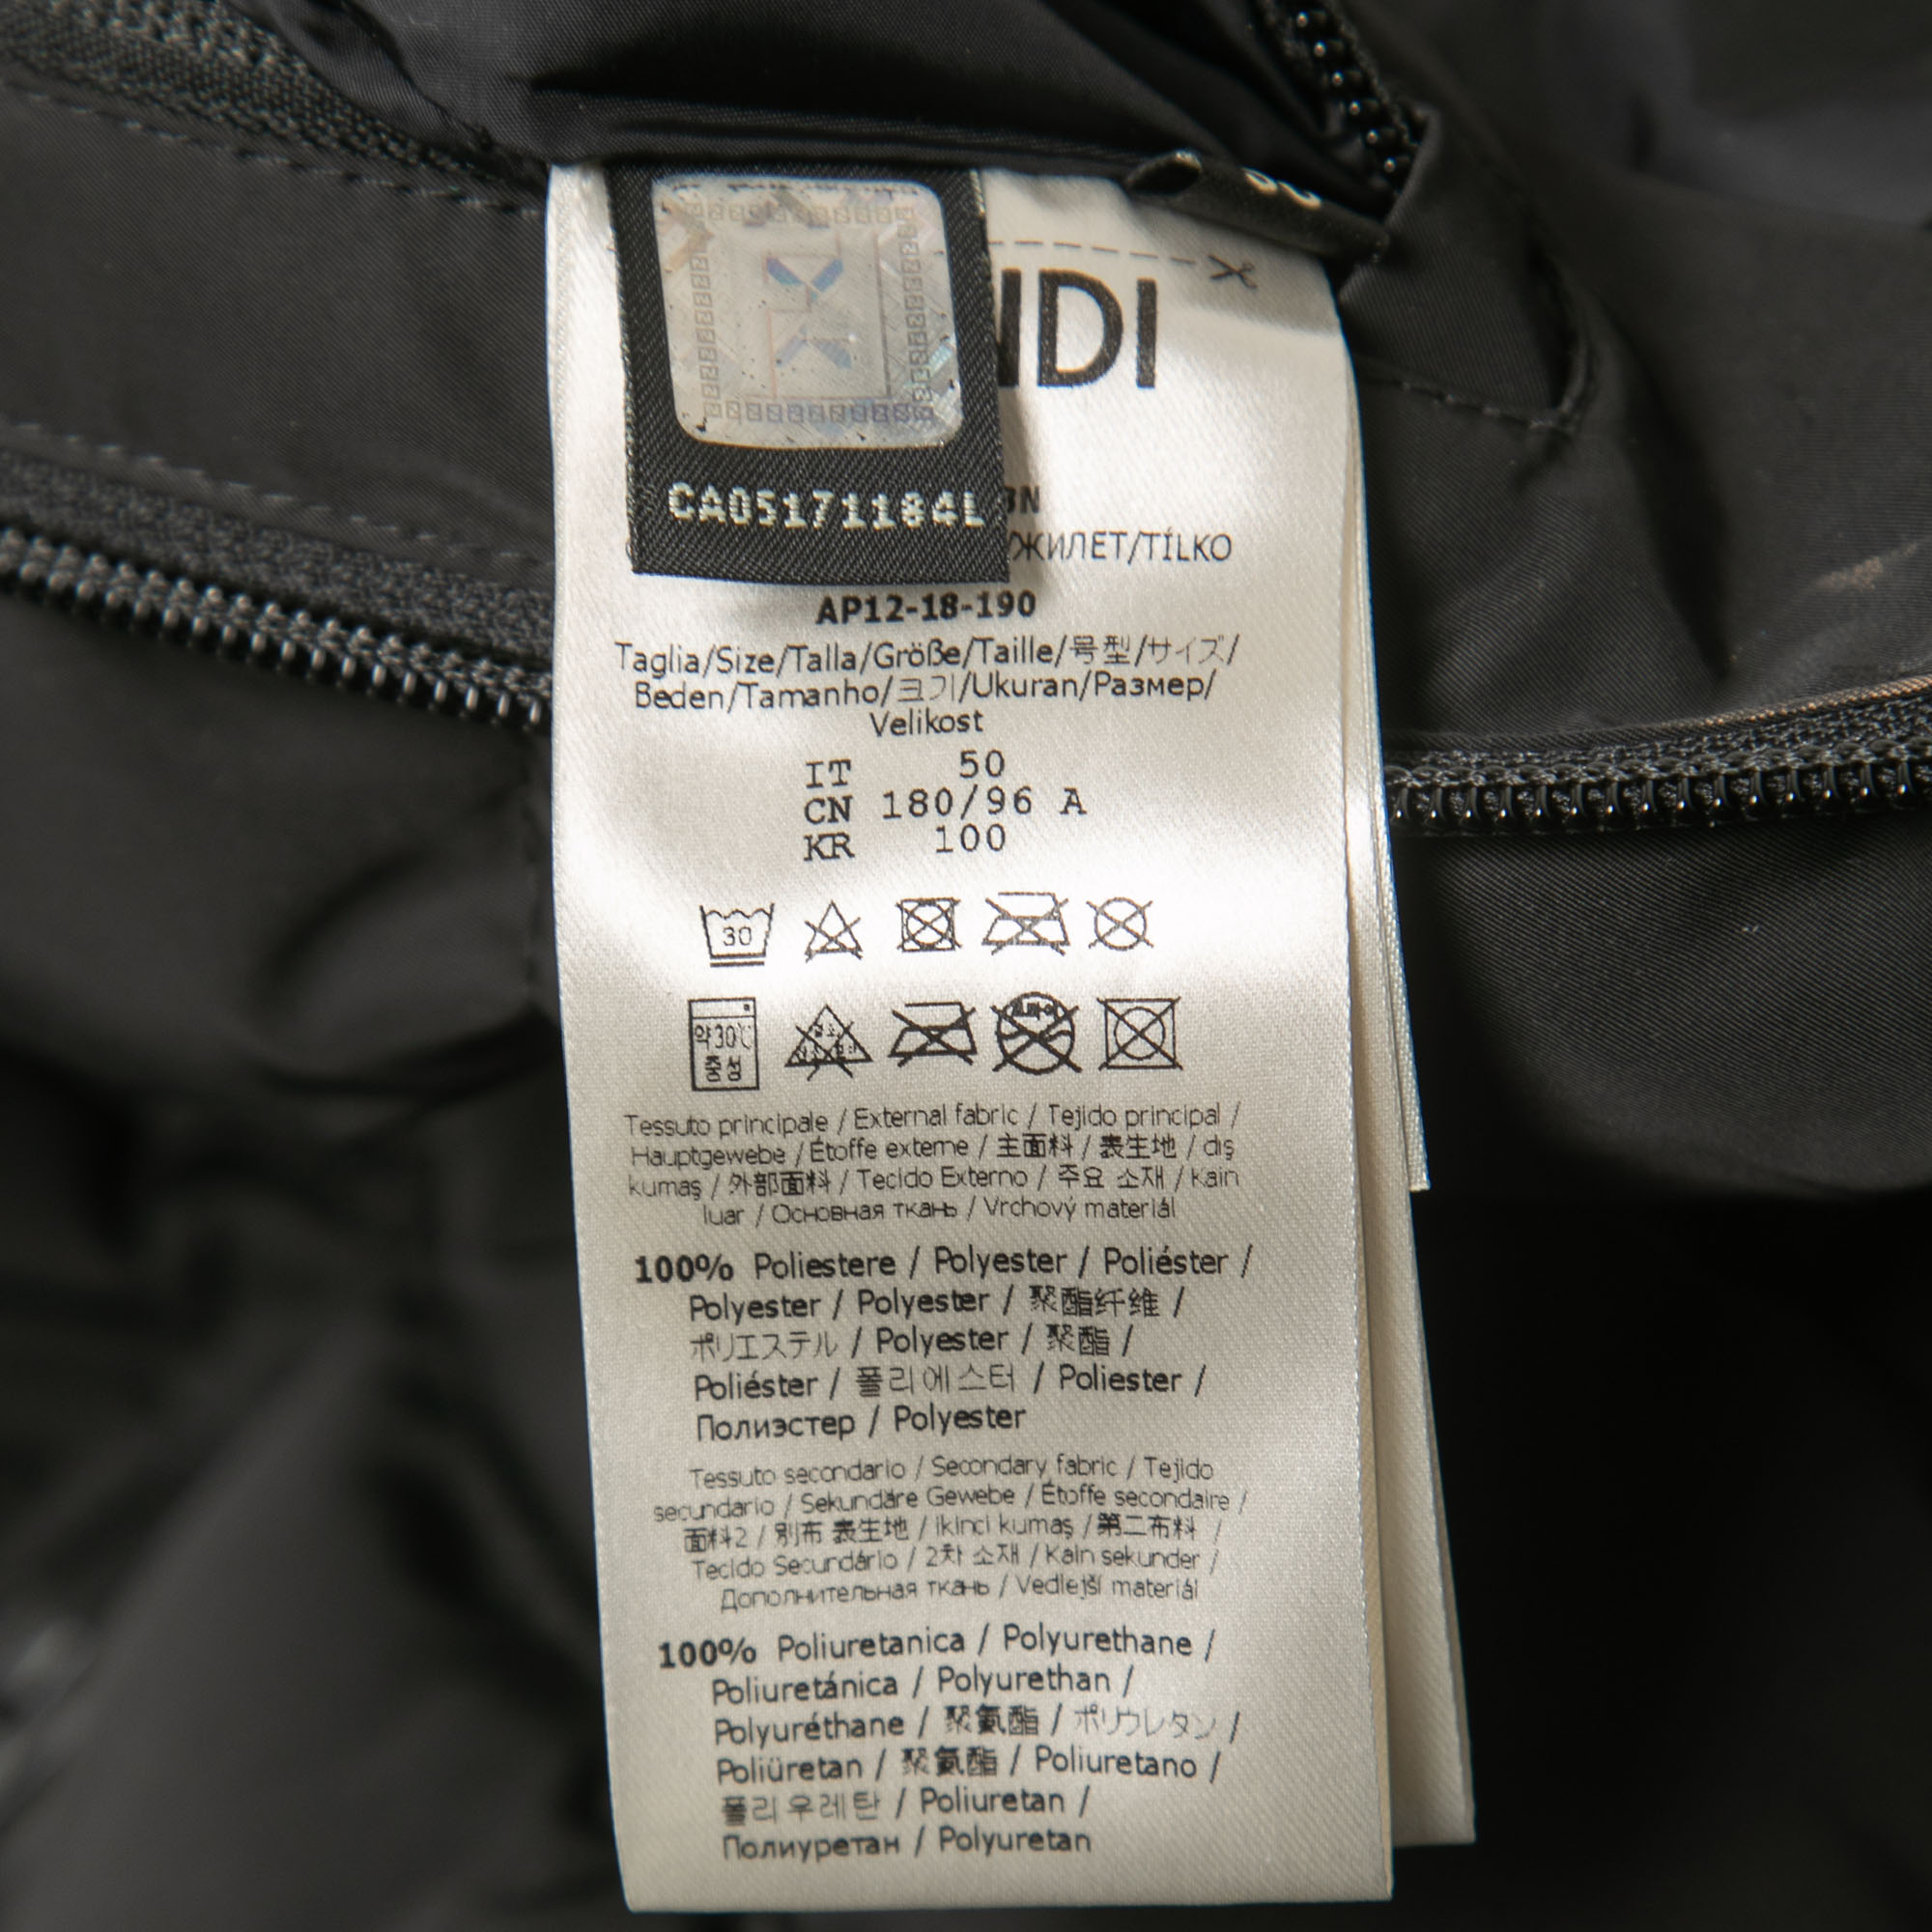 NDI
CA05171184L
3N
/ЖИЛЕТ/TÍLKO
AP12-18-190
Taglia/Size/Talla/Größe/Taille/号型/サイズ/
Beden/Tamanho/크기/Ukuran/Размер/
Velikost
IT 50
CN 180/96 A
KR 100
30
약30℃
중성
Tessuto principale / External fabric / Tejido principal /
Hauptgewebe / Étoffe externe / 主面料 / 表生地 / dış
kumaş / 外部面料 / Tecido Externo / 주요 소재 / Kain
luar / Основная ткань / Vrchový materiál
100% Poliestere / Polyester / Poliéster /
Polyester / Polyester / 聚酯纤维 /
ポリエステル / Polyester / 聚酯 /
Poliéster / 폴리에스터 / Poliester /
Полиэстер / Polyester
Tessuto secondario / Secondary fabric / Tejido
secundario / Sekundäre Gewebe / Étoffe secondaire /
面料2 / 別布 表生地 / ikinci kumaş / 第二布料 /
Tecido Secundário / 2차 소재 / Kain sekunder /
Дополнительная ткань / Vedlejší materiál
100% Poliuretanica / Polyurethane /
Poliuretánica / Polyurethan /
Polyuréthane / 聚氨酯 / ポリウレタン /
Poliüretan / 聚氨酯 / Poliuretano /
폴리우레탄 / Poliuretan /
Полиуретан / Polyuretan